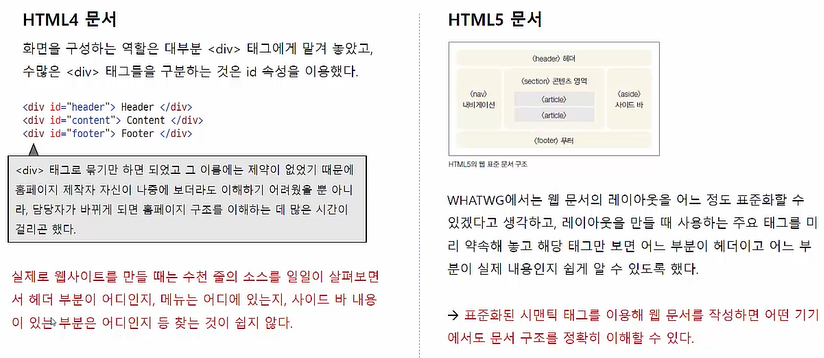 HTML4 문서
화면을 구성하는 역할은 대부분 <div> 태그에게 맡겨 놓았고,
수많은 <div> 태그들을 구분하는 것은 id 속성을 이용했다.
<div id="header"> Header </div>
<div id="content"> Content </div>
<div id="footer"> Footer </div>
<div> 태그로 묶기만 하면 되었고 그 이름에는 제약이 없었기 때문에
홈페이지 제작자 자신이 나중에 보더라도 이해하기 어려웠을 뿐 아니
라, 담당자가 바뀌게 되면 홈페이지 구조를 이해하는 데 많은 시간이
걸리곤 했다.
실제로 웹사이트를 만들 때는 수천 줄의 소스를 일일이 살펴보면
서 헤더 부분이 어디인지, 메뉴는 어디에 있는지, 사이드 바 내용
이 있는 부분은 어디인지 등 찾는 것이 쉽지 않다.
HTML5 문서
<header> 헤더
<nav>
내비게이션
<section> 콘텐츠 영역
<article>
<article>
<aside>
사이드 바
<footer> 푸터
HTML5의 웹 표준 문서 구조
WHATWG에서는 웹 문서의 레이아웃을 어느 정도 표준화할 수
있겠다고 생각하고, 레이아웃을 만들 때 사용하는 주요 태그를 미
리 약속해 놓고 해당 태그만 보면 어느 부분이 헤더이고 어느 부
분이 실제 내용인지 쉽게 알 수 있도록 했다.
→ 표준화된 시맨틱 태그를 이용해 웹 문서를 작성하면 어떤 기기
에서도 문서 구조를 정확히 이해할 수 있다.